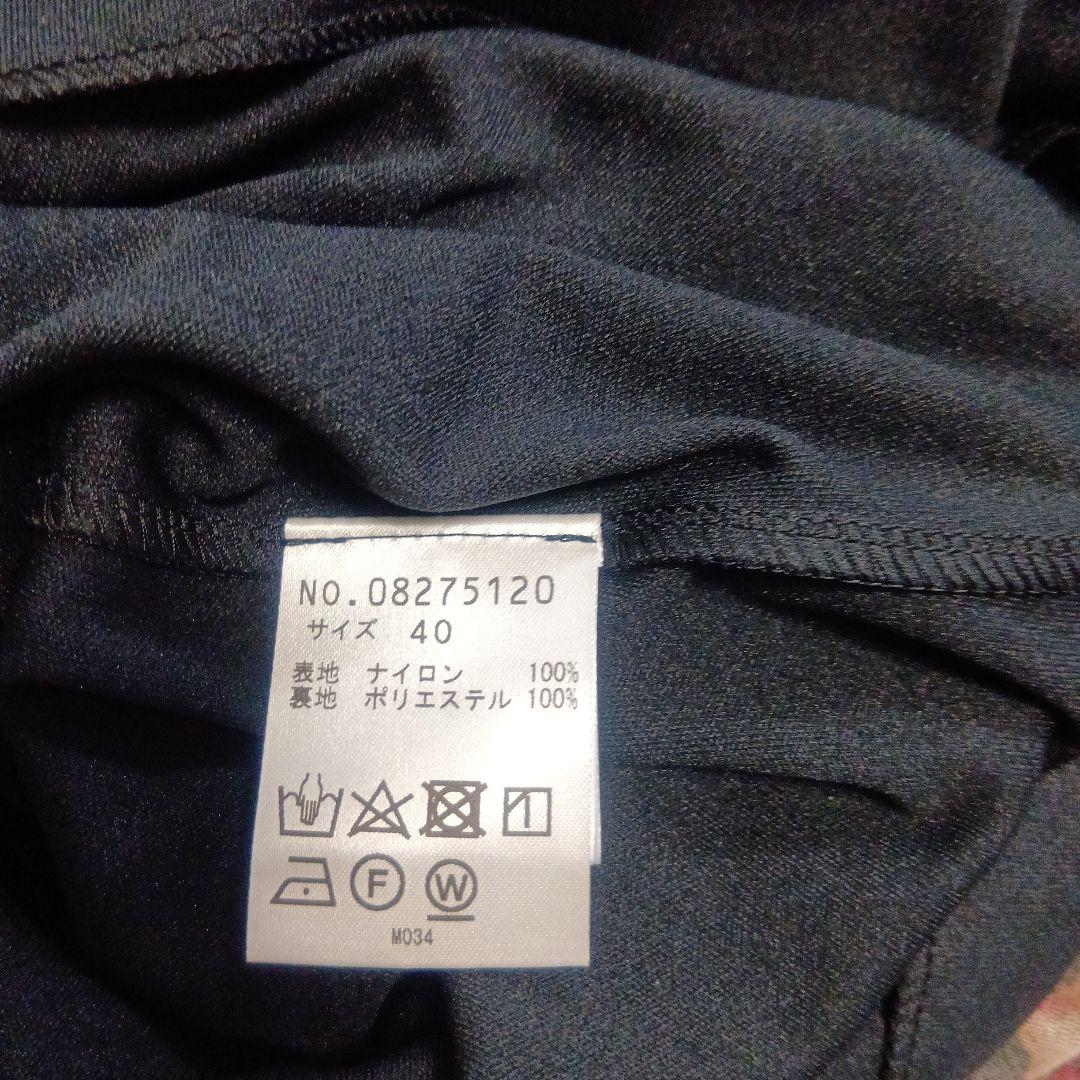 NO.08275120
サイズ 40
表地 ナイロン 100%
裏地 ポリエステル 100%
1
F W
M034